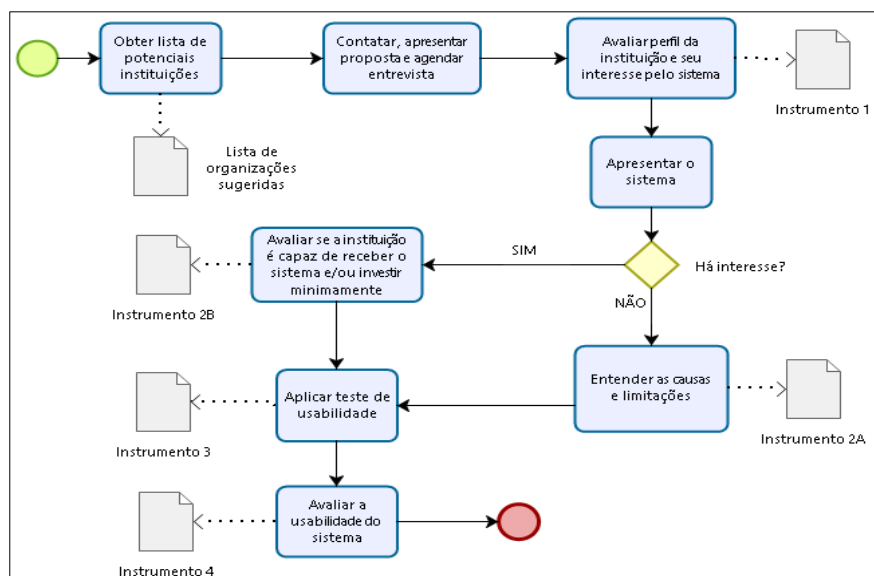 Obter lista de
potenciais
instituições
Contatar, apresentar
proposta e agendar
entrevista
Avaliar perfil da
instituição e seu
interesse pelo sistema
Instrumento 1
Lista de
organizações
sugeridas
Apresentar o
sistema
Avaliar se a instituição
é capaz de receber o
sistema e/ou investir
minimamente
SIM
Há interesse?
NÃO
Instrumento 2B
Entender as causas
e limitações
Instrumento 2A
Aplicar teste de
usabilidade
Instrumento 3
Avaliar a
usabilidade do
sistema
Instrumento 4